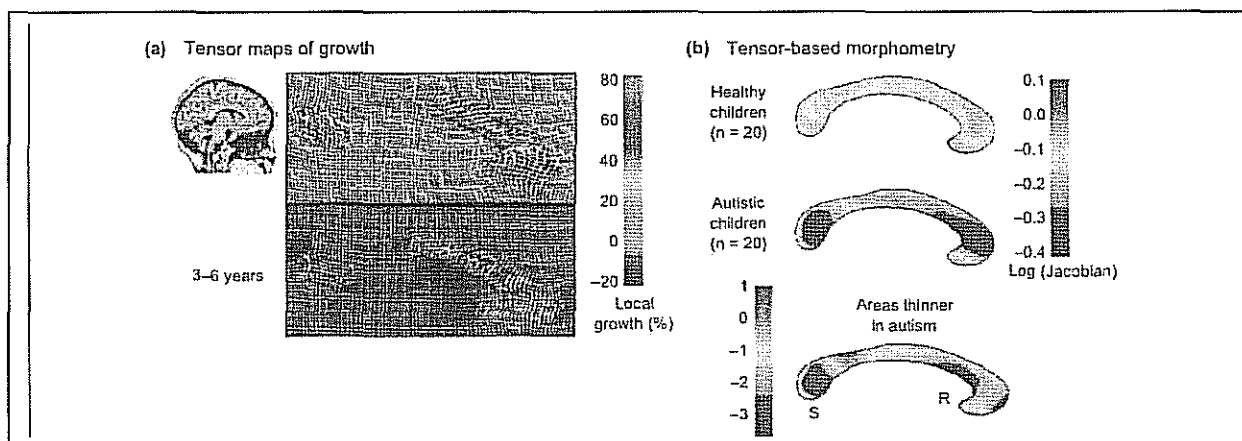 (a) Tensor maps of growth
3–6 years
80
60
40
20
0
−20
Local
growth (%)
(b) Tensor-based morphometry
Healthy
children
(n = 20)
0.1
0.0
−0.1
−0.2
−0.3
−0.4
Log (Jacobian)
Autistic
children
(n = 20)
1
0
−1
−2
−3
Areas thinner
in autism
S
R